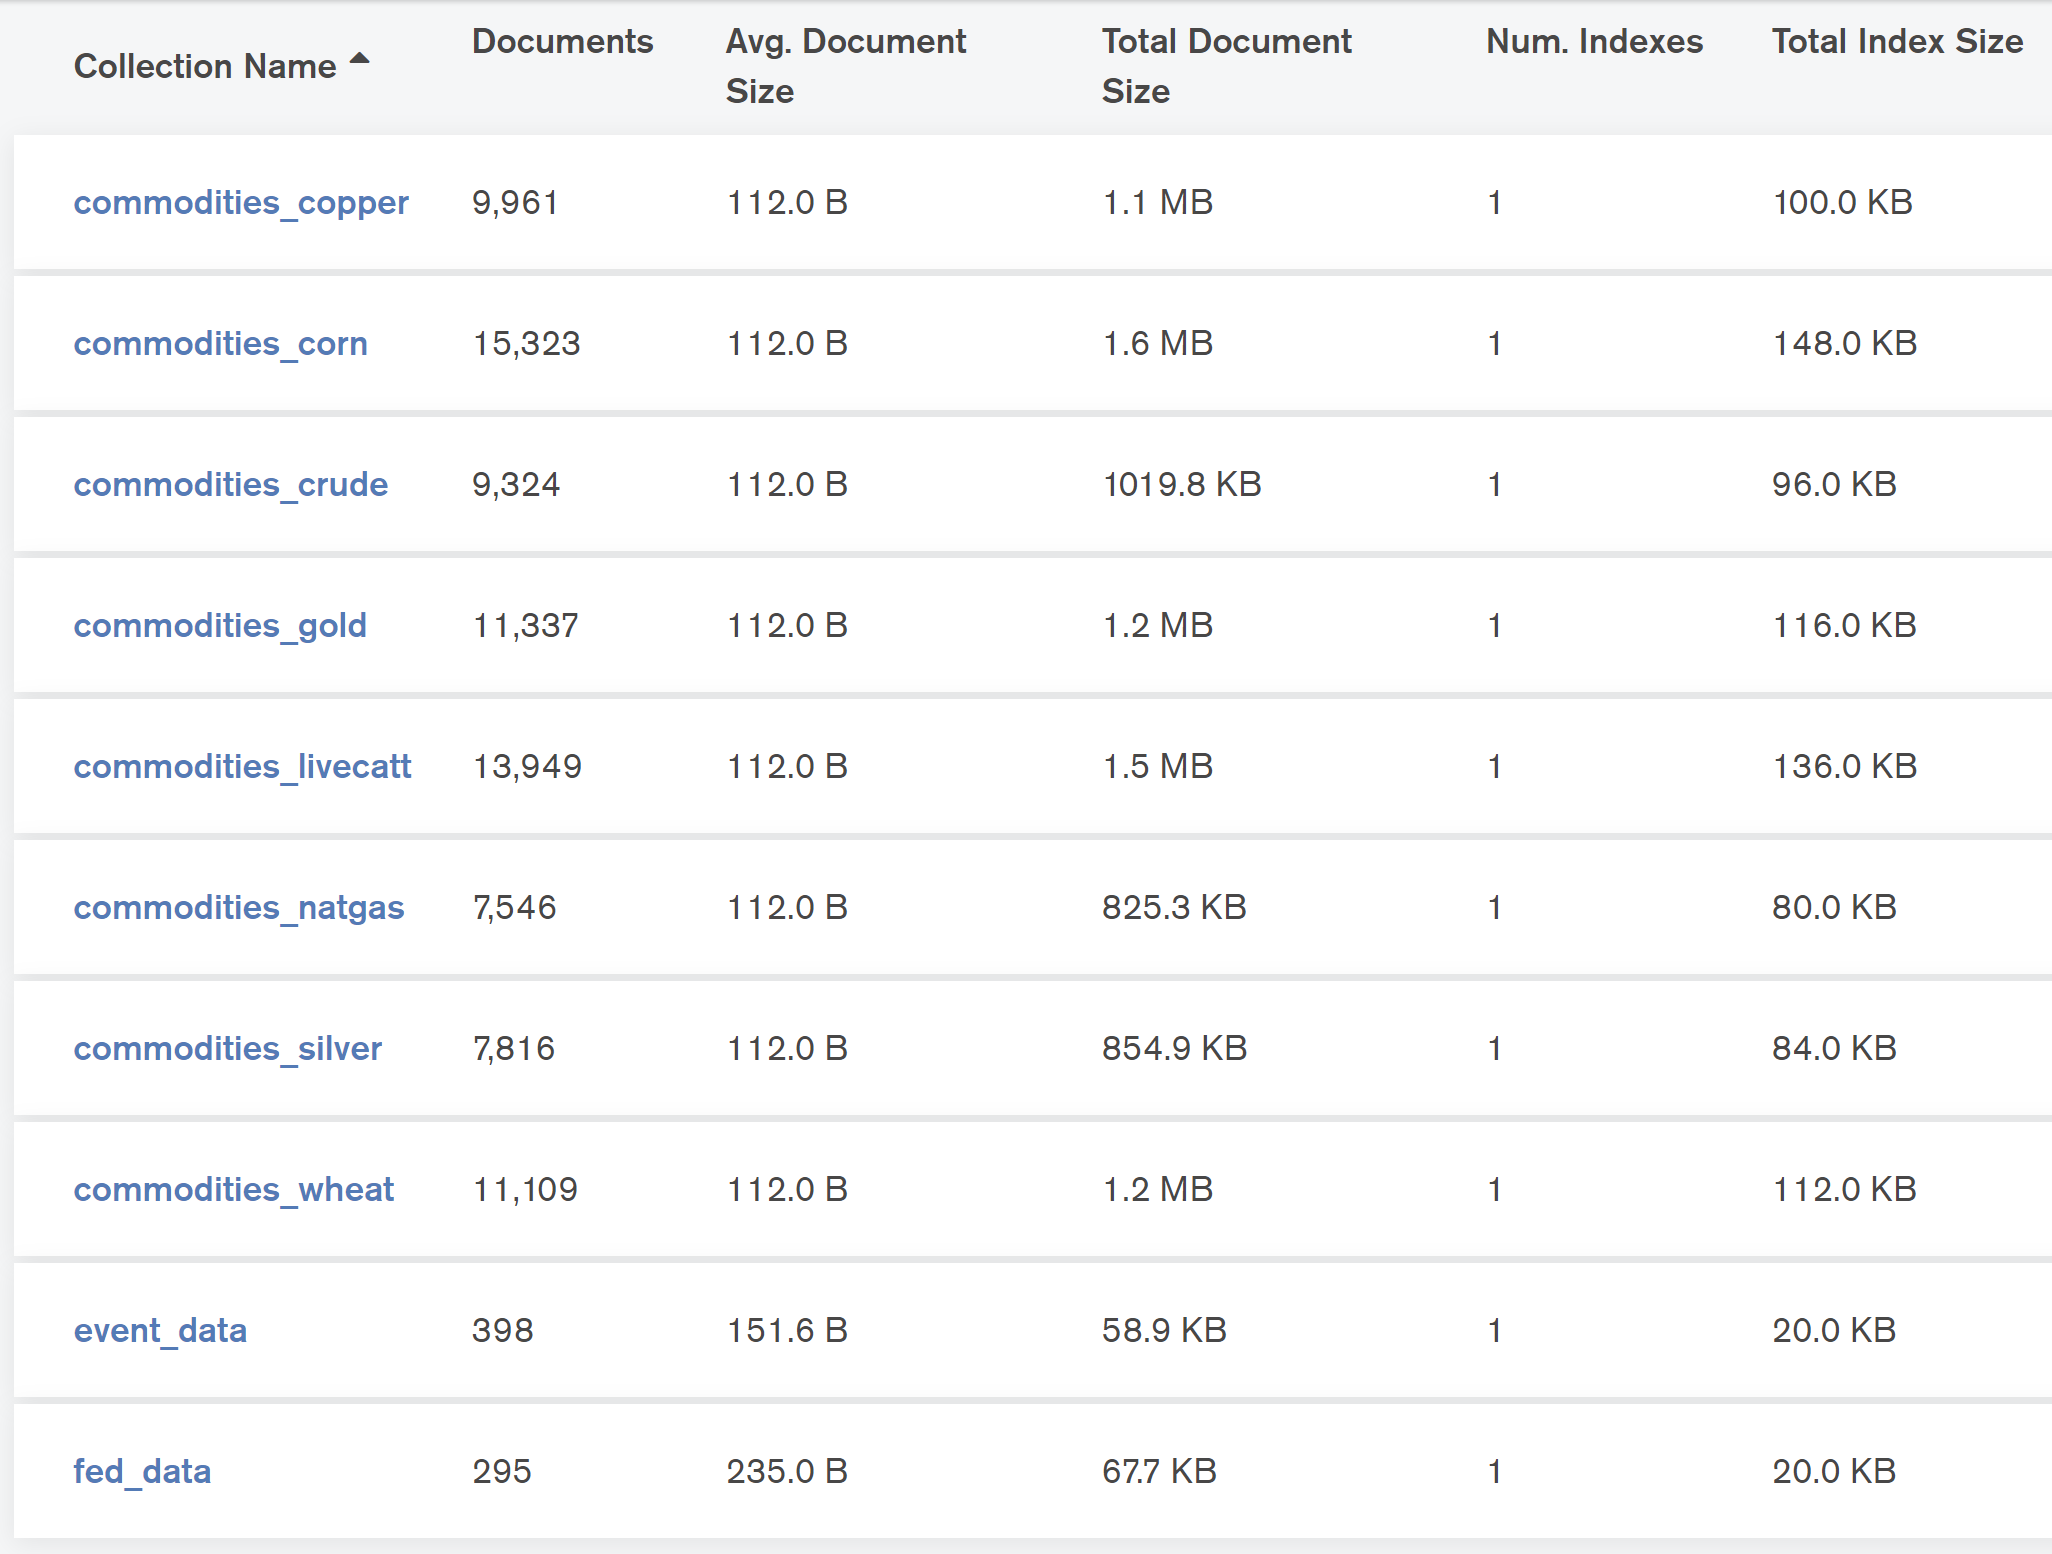 Collection Name Documents Avg. Document Size Total Document Size Num. Indexes Total Index Size
commodities_copper 9,961 112.0 B 1.1 MB 1 100.0 KB
commodities_corn 15,323 112.0 B 1.6 MB 1 148.0 KB
commodities_crude 9,324 112.0 B 1019.8 KB 1 96.0 KB
commodities_gold 11,337 112.0 B 1.2 MB 1 116.0 KB
commodities_livecatt 13,949 112.0 B 1.5 MB 1 136.0 KB
commodities_natgas 7,546 112.0 B 825.3 KB 1 80.0 KB
commodities_silver 7,816 112.0 B 854.9 KB 1 84.0 KB
commodities_wheat 11,109 112.0 B 1.2 MB 1 112.0 KB
event_data 398 151.6 B 58.9 KB 1 20.0 KB
fed_data 295 235.0 B 67.7 KB 1 20.0 KB